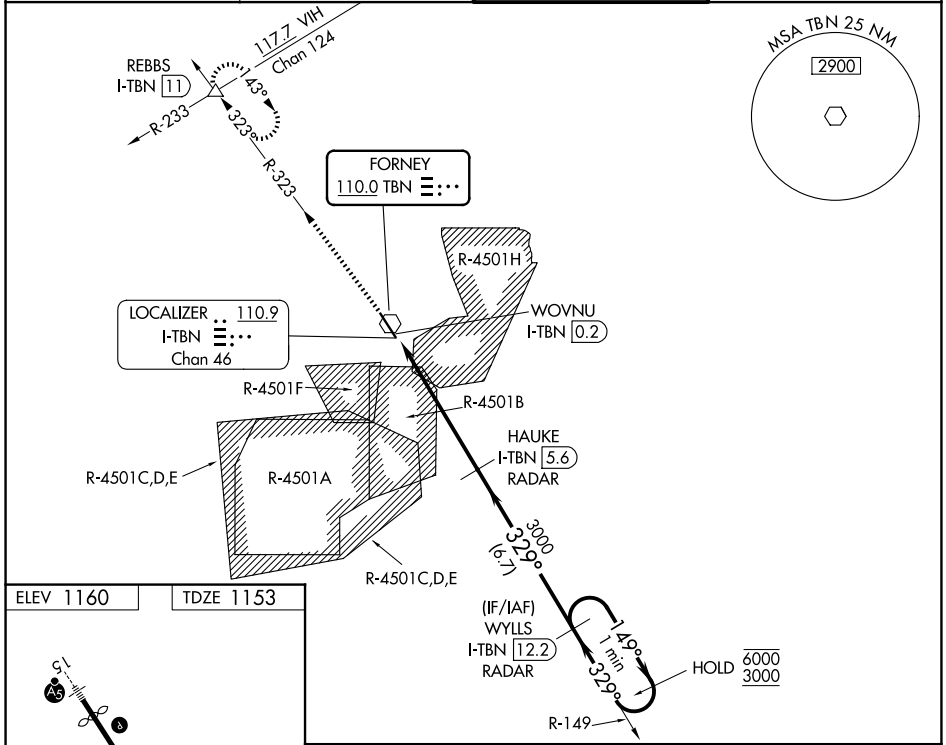 117.7 VIH
Chan 124
REBBS
I-TBN 11
R-233
143°
323°
R-323
MSA TBN 25 NM
2900
FORNEY
110.0 TBN
R-4501H
LOCALIZER 110.9
I-TBN
Chan 46
WOVNU
I-TBN 0.2
R-4501F
R-4501B
HAUKE
I-TBN 5.6
RADAR
R-4501C,D,E
R-4501A
3000
329°
(6.7)
R-4501C,D,E
(IF/IAF)
WYLLS
I-TBN 12.2
RADAR
149°
1 min
329°
HOLD 6000
3000
R-149
ELEV 1160
TDZE 1153
15
A5